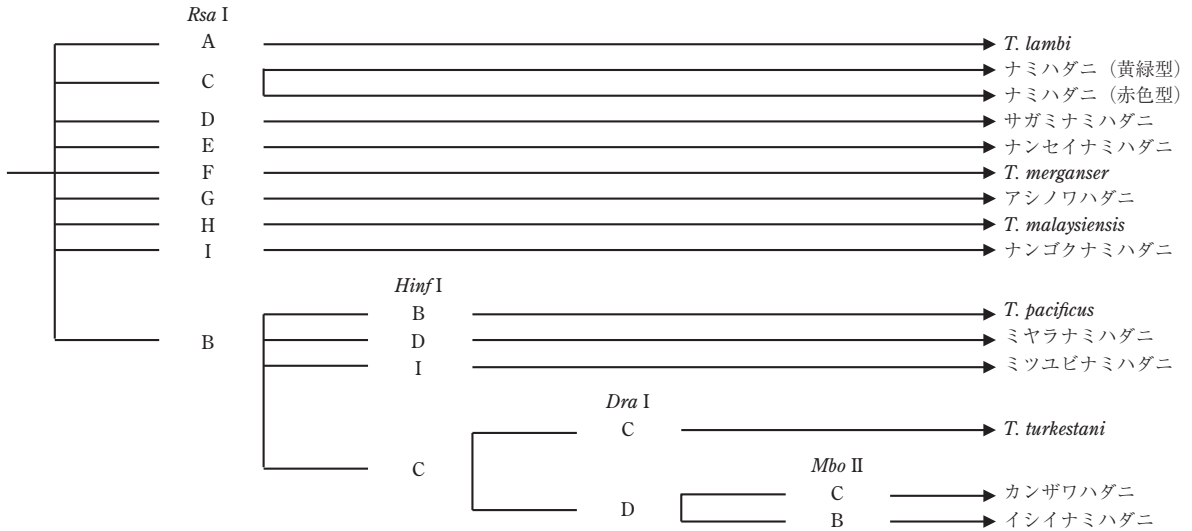 Rsa I
A T. lambi
ナミハダニ（黄緑型）
C
ナミハダニ（赤色型）
D サガミナミハダニ
E ナンセイナミハダニ
F T. merganser
G アシノワハダニ
H T. malaysiensis
I ナンゴクナミハダニ
Hinf I
B T. pacificus
B
D ミヤラナミハダニ
I ミツユビナミハダニ
Dra I
C T. turkestani
C
Mbo II
C カンザワハダニ
D
B イシイナミハダニ